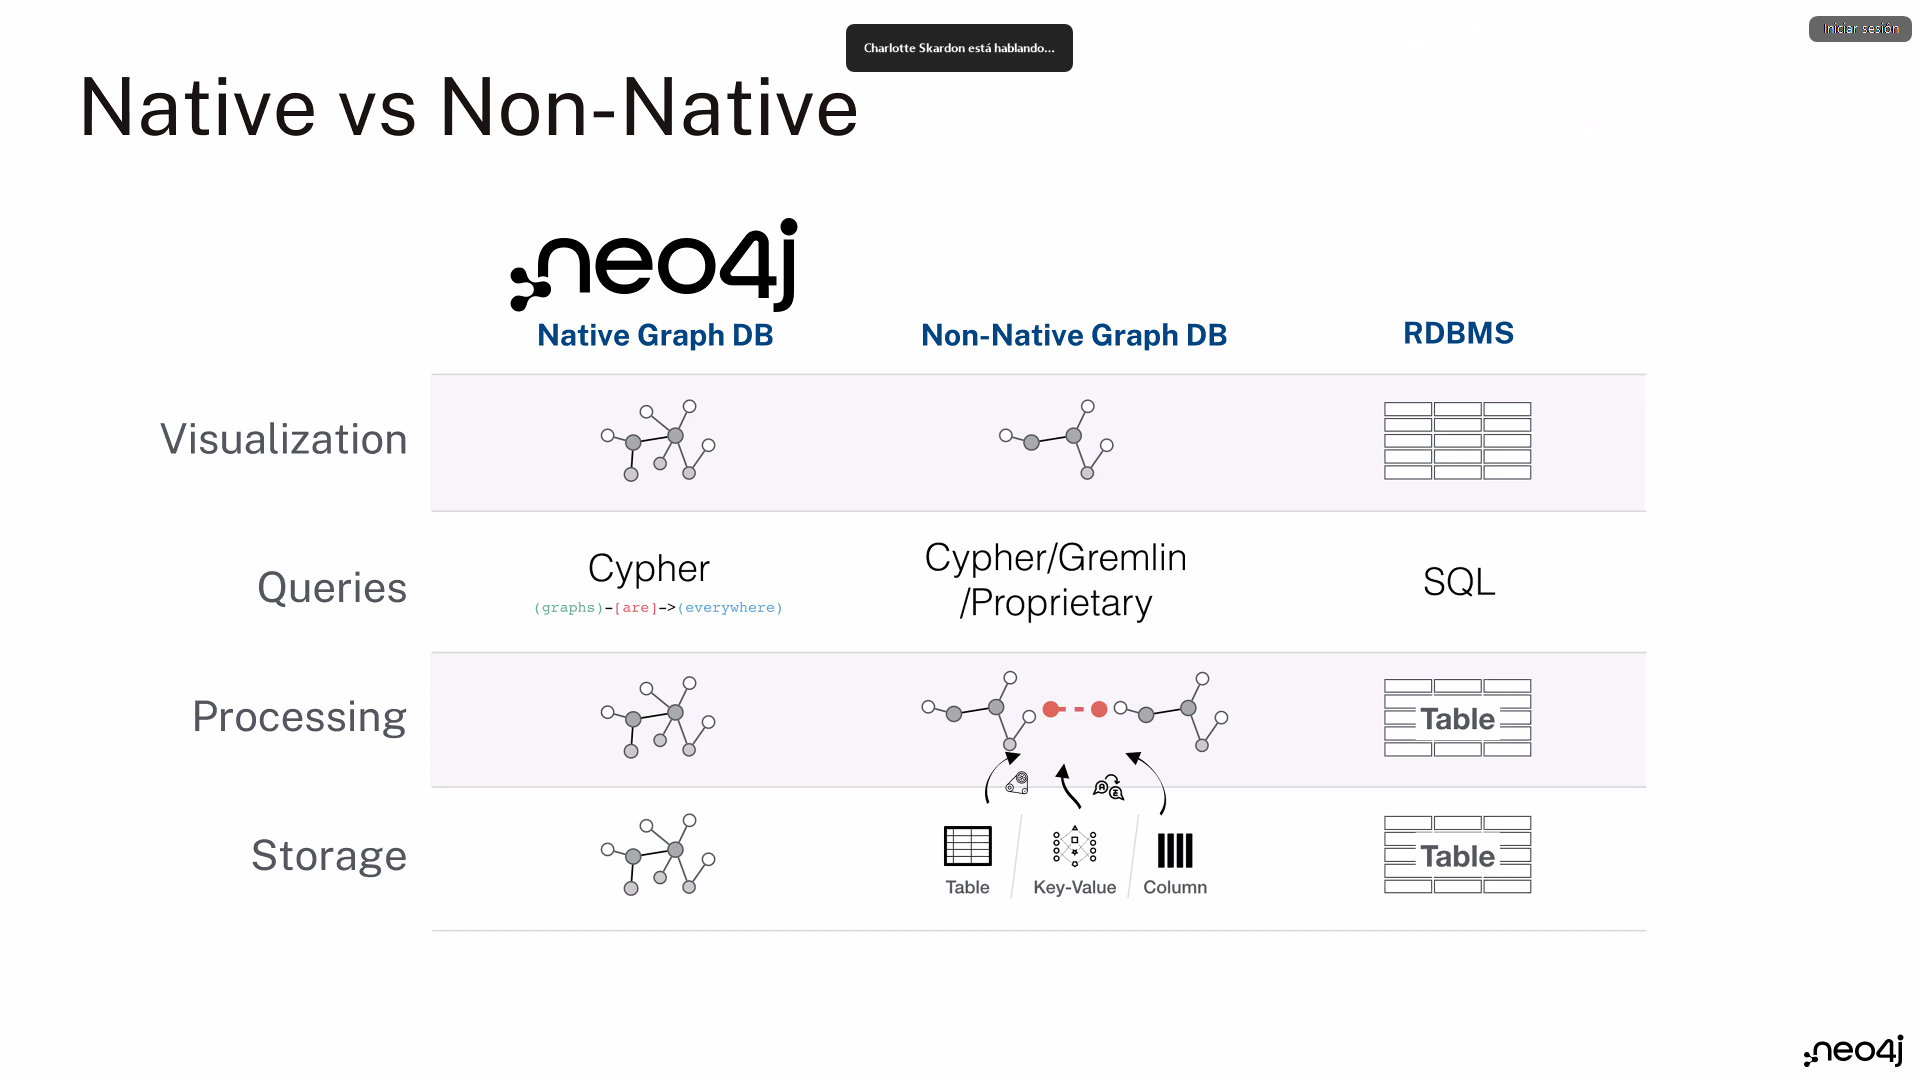 Charlotte Skardon está hablando...
Iniciar sesión
Native vs Non-Native
neo4j
Native Graph DB
Non-Native Graph DB
RDBMS
Visualization
Queries
Cypher
(graphs)-[are]->(everywhere)
Cypher/Gremlin
/Proprietary
SQL
Processing
Table
Storage
Table
Key-Value
Column
Table
neo4j